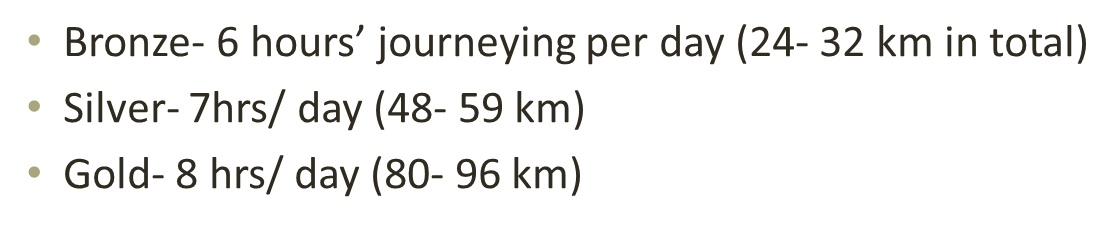 • Bronze- 6 hours’ journeying per day (24- 32 km in total)
• Silver- 7hrs/ day (48- 59 km)
• Gold- 8 hrs/ day (80- 96 km)